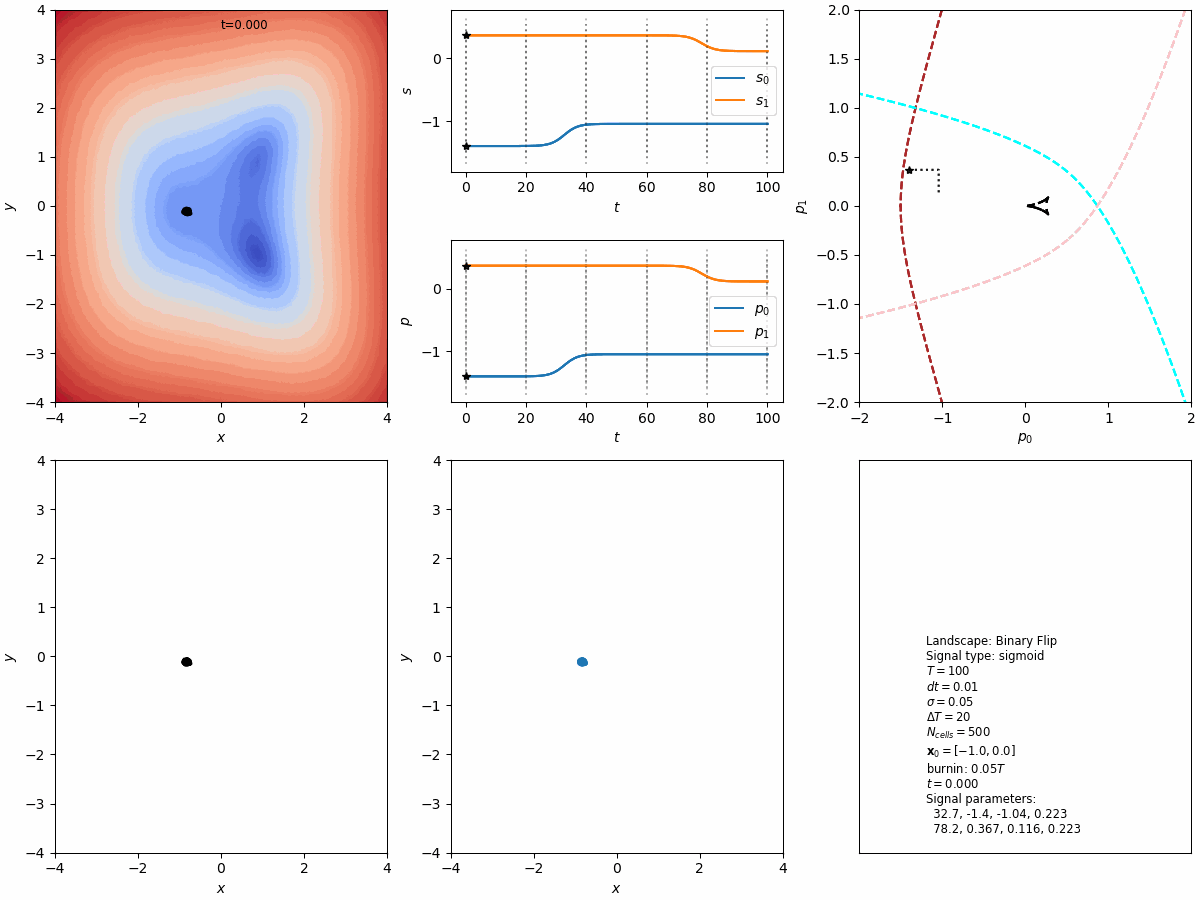 t=0.000
4
3
2
1
0
−1
−2
−3
−4
y
−4
−2
0
2
4
x
0
−1
s
s₀
s₁
0
20
40
60
80
100
t
0
−1
p
p₀
p₁
0
20
40
60
80
100
t
2.0
1.5
1.0
0.5
0.0
−0.5
−1.0
−1.5
−2.0
p₁
−2
−1
0
1
2
p₀
4
3
2
1
0
−1
−2
−3
−4
y
−4
−2
0
2
4
x
4
3
2
1
0
−1
−2
−3
−4
y
−4
−2
0
2
4
x
Landscape: Binary Flip
Signal type: sigmoid
T = 100
dt = 0.01
σ = 0.05
ΔT = 20
N_cells = 500
x₀ = [−1.0, 0.0]
burnin: 0.05T
t = 0.000
Signal parameters:
32.7, -1.4, -1.04, 0.223
78.2, 0.367, 0.116, 0.223